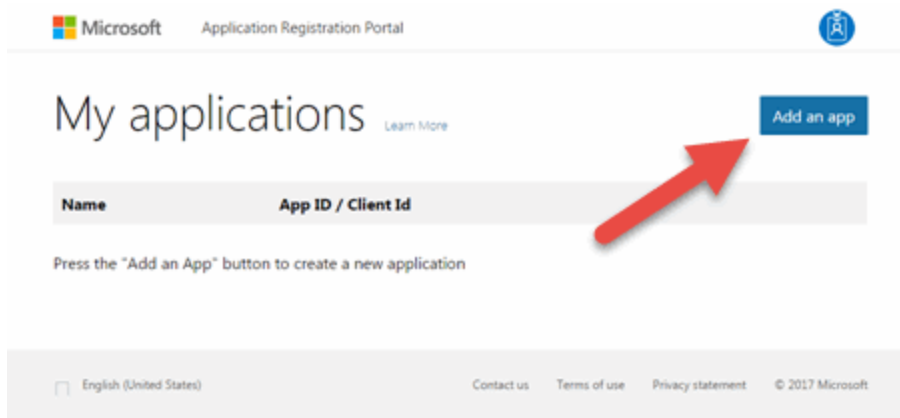 Microsoft Application Registration Portal
My applications Learn More
Add an app
Name App ID / Client Id
Press the "Add an App" button to create a new application
English (United States) Contact us Terms of use Privacy statement © 2017 Microsoft